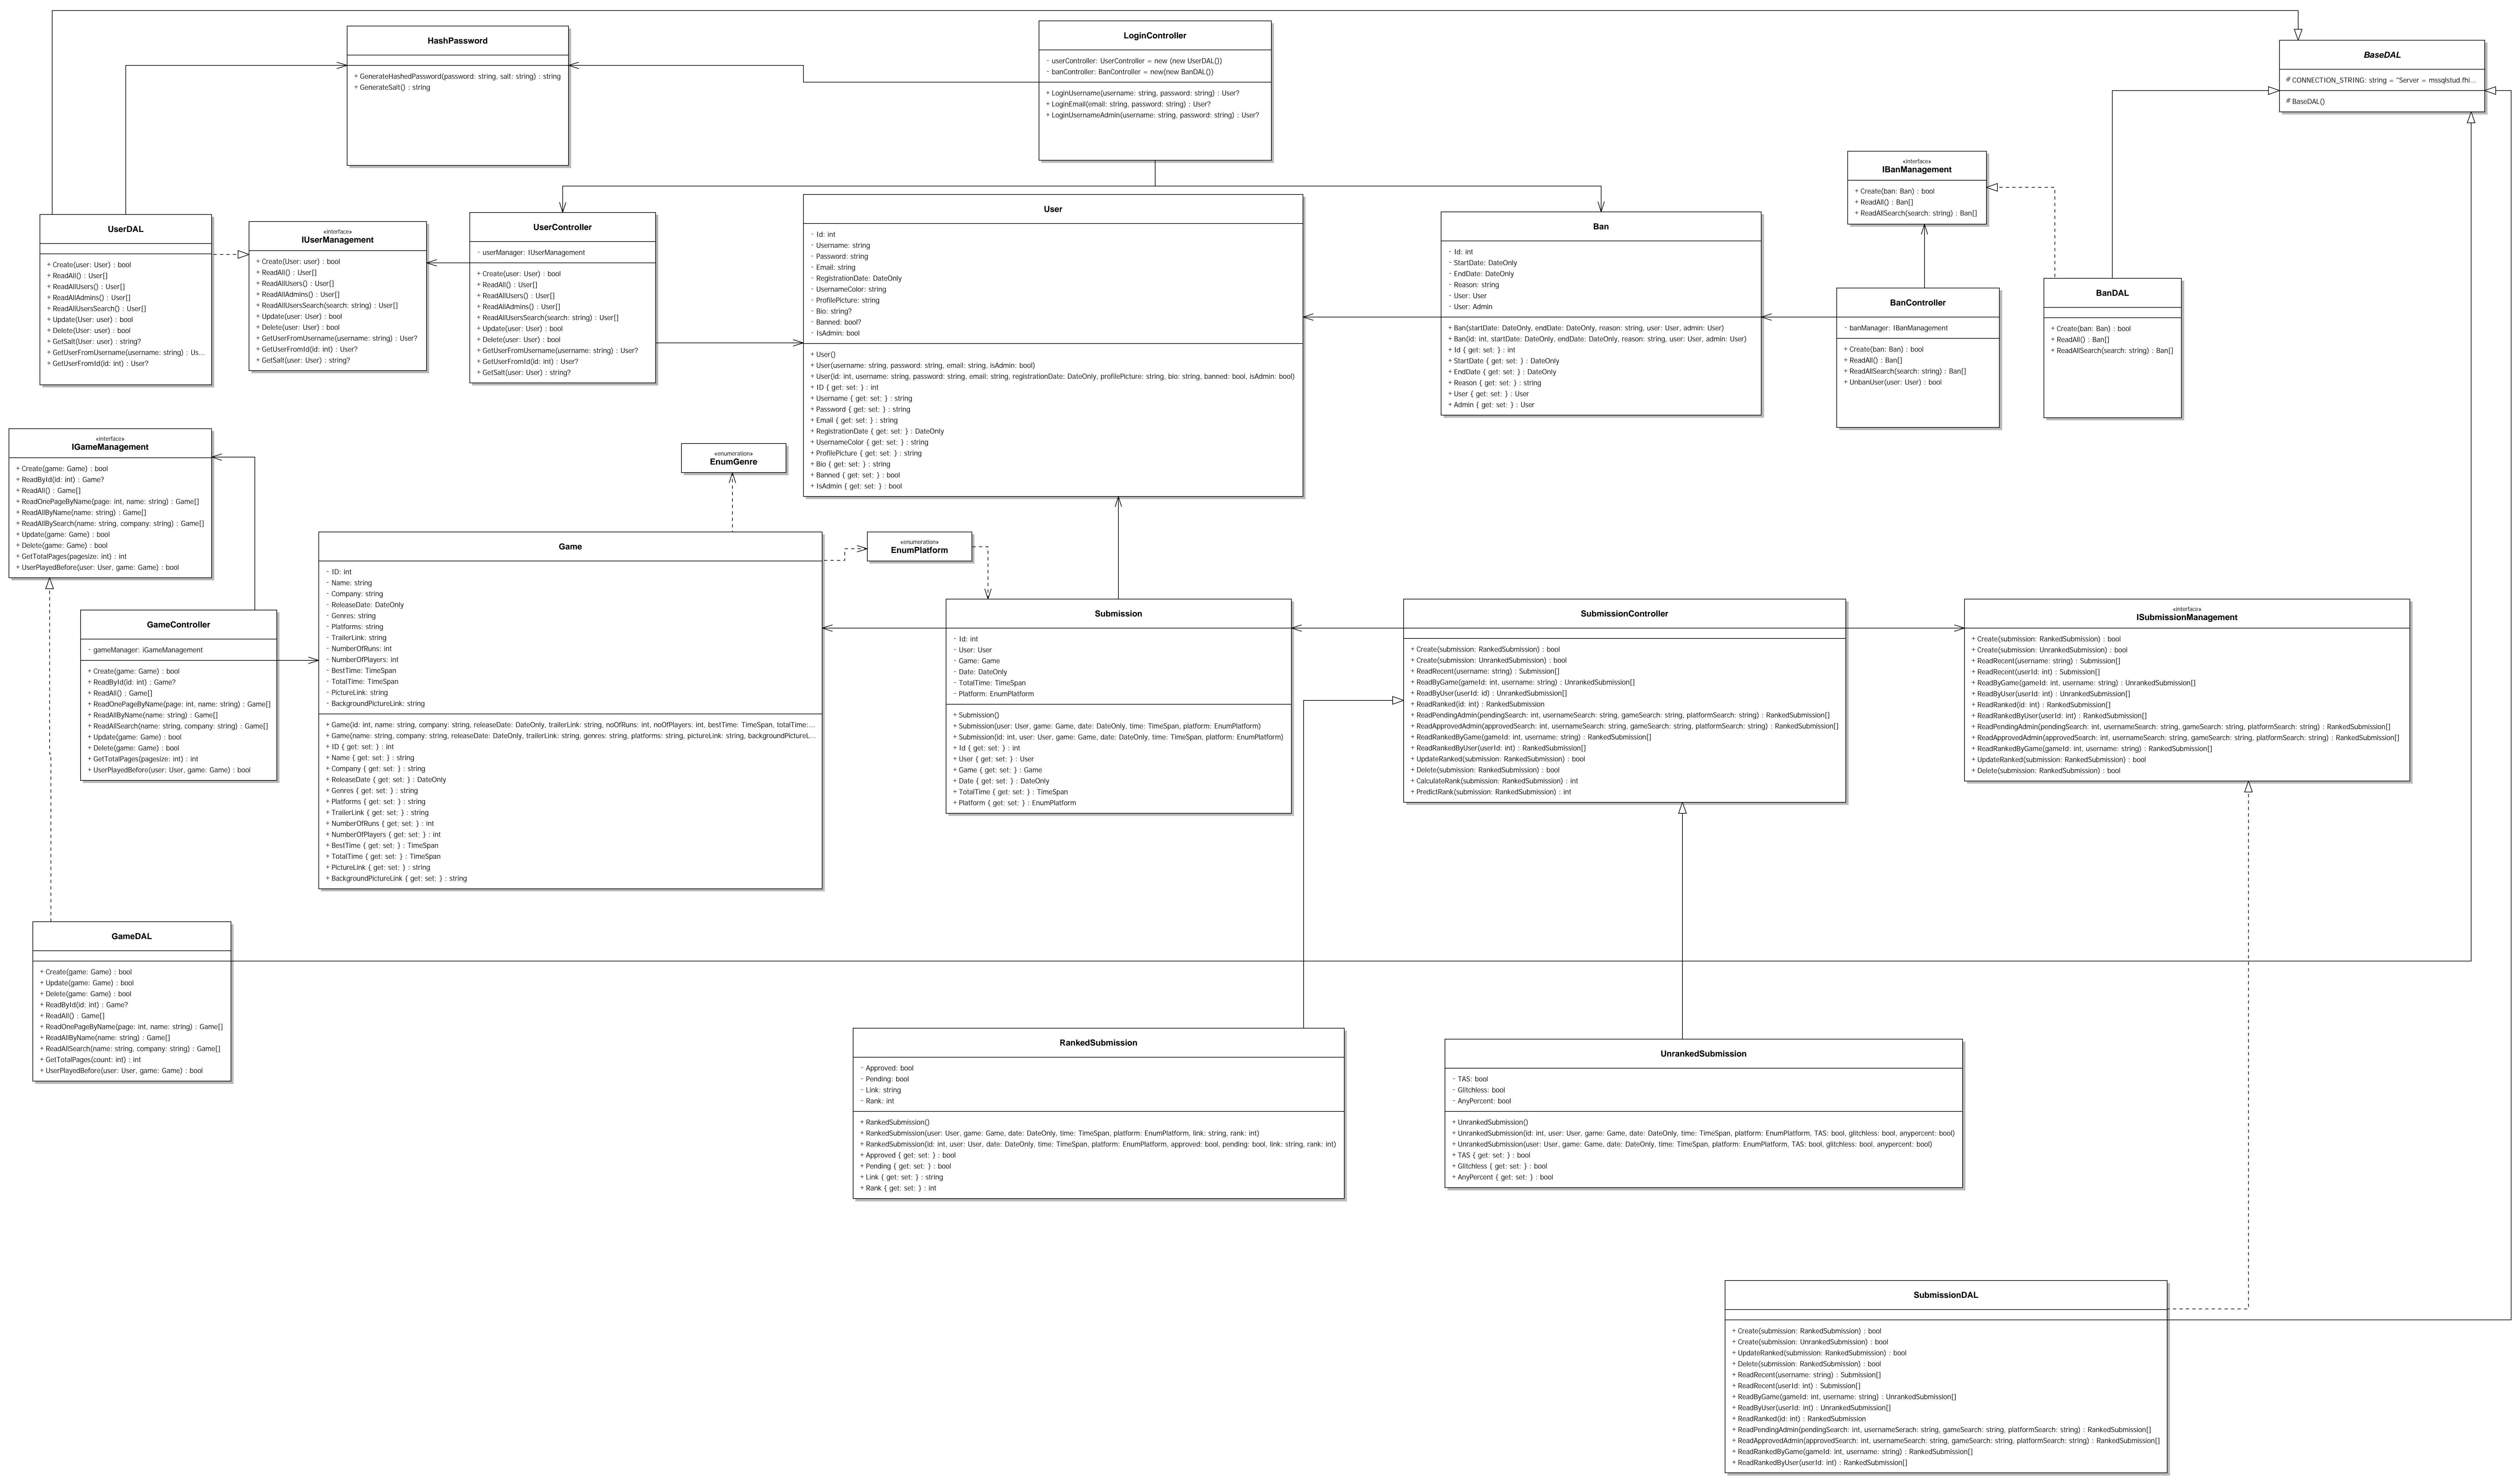 HashPassword
+ GenerateHashedPassword(password: string, salt: string) : string
+ GenerateSalt() : string
LoginController
- userController: UserController = new (new UserDAL())
- banController: BanController = new(new BanDAL())
+ LoginUsername(username: string, password: string) : User?
+ LoginEmail(email: string, password: string) : User?
+ LoginUsernameAdmin(username: string, password: string) : User?
BaseDAL
# CONNECTION_STRING: string = "Server = mssqlstud.fhi...
# BaseDAL()
«interface»
IBanManagement
+ Create(ban: Ban) : bool
+ ReadAll() : Ban[]
+ ReadAllSearch(search: string) : Ban[]
UserDAL
+ Create(user: User) : bool
+ ReadAll() : User[]
+ ReadAllUsers() : User[]
+ ReadAllAdmins() : User[]
+ ReadAllUsersSearch() : User[]
+ Update(User: user) : bool
+ Delete(User: user) : bool
+ GetSalt(User: user) : string?
+ GetUserFromUsername(username: string) : Us...
+ GetUserFromId(id: int) : User?
«interface»
IUserManagement
+ Create(User: user) : bool
+ ReadAll() : User[]
+ ReadAllUsers() : User[]
+ ReadAllAdmins() : User[]
+ ReadAllUsersSearch(search: string) : User[]
+ Update(user: User) : bool
+ Delete(user: User) : bool
+ GetUserFromUsername(username: string) : User?
+ GetUserFromId(id: int) : User?
+ GetSalt(user: User) : string?
UserController
- userManager: IUserManagement
+ Create(user: User) : bool
+ ReadAll() : User[]
+ ReadAllUsers() : User[]
+ ReadAllAdmins() : User[]
+ ReadAllUsersSearch(search: string) : User[]
+ Update(user: User) : bool
+ Delete(user: User) : bool
+ GetUserFromUsername(username: string) : User?
+ GetUserFromId(id: int) : User?
+ GetSalt(user: User) : string?
User
- Id: int
- Username: string
- Password: string
- Email: string
- RegistrationDate: DateOnly
- UsernameColor: string
- ProfilePicture: string
- Bio: string?
- Banned: bool?
- IsAdmin: bool
+ User()
+ User(username: string, password: string, email: string, isAdmin: bool)
+ User(id: int, username: string, password: string, email: string, registrationDate: DateOnly, profilePicture: string, bio: string, banned: bool, isAdmin: bool)
+ ID { get; set; } : int
+ Username { get; set; } : string
+ Password { get; set; } : string
+ Email { get; set; } : string
+ RegistrationDate { get; set; } : DateOnly
+ UsernameColor { get; set; } : string
+ ProfilePicture { get; set; } : string
+ Bio { get; set; } : string
+ Banned { get; set; } : bool
+ IsAdmin { get; set; } : bool
Ban
- Id: int
- StartDate: DateOnly
- EndDate: DateOnly
- Reason: string
- User: User
- User: Admin
+ Ban(startDate: DateOnly, endDate: DateOnly, reason: string, user: User, admin: User)
+ Ban(id: int, startDate: DateOnly, endDate: DateOnly, reason: string, user: User, admin: User)
+ Id { get; set; } : int
+ StartDate { get; set; } : DateOnly
+ EndDate { get; set; } : DateOnly
+ Reason { get; set; } : string
+ User { get; set; } : User
+ Admin { get; set; } : User
BanController
- banManager: IBanManagement
+ Create(ban: Ban) : bool
+ ReadAll() : Ban[]
+ ReadAllSearch(search: string) : Ban[]
+ UnbanUser(user: User) : bool
BanDAL
+ Create(ban: Ban) : bool
+ ReadAll() : Ban[]
+ ReadAllSearch(search: string) : Ban[]
«interface»
IGameManagement
+ Create(game: Game) : bool
+ ReadById(id: int) : Game?
+ ReadAll() : Game[]
+ ReadOnePageByName(page: int, name: string) : Game[]
+ ReadAllByName(name: string) : Game[]
+ ReadAllBySearch(name: string, company: string) : Game[]
+ Update(game: Game) : bool
+ Delete(game: Game) : bool
+ GetTotalPages(pagesize: int) : int
+ UserPlayedBefore(user: User, game: Game) : bool
«enumeration»
EnumGenre
«enumeration»
EnumPlatform
GameController
- gameManager: iGameManagement
+ Create(game: Game) : bool
+ ReadById(id: int) : Game?
+ ReadAll() : Game[]
+ ReadOnePageByName(page: int, name: string) : Game[]
+ ReadAllByName(name: string) : Game[]
+ ReadAllSearch(name: string, company: string) : Game[]
+ Update(game: Game) : bool
+ Delete(game: Game) : bool
+ GetTotalPages(pagesize: int) : int
+ UserPlayedBefore(user: User, game: Game) : bool
Game
- ID: int
- Name: string
- Company: string
- ReleaseDate: DateOnly
- Genres: string
- Platforms: string
- TrailerLink: string
- NumberOfRuns: int
- NumberOfPlayers: int
- BestTime: TimeSpan
- TotalTime: TimeSpan
- PictureLink: string
- BackgroundPictureLink: string
+ Game(id: int, name: string, company: string, releaseDate: DateOnly, trailerLink: string, noOfRuns: int, noOfPlayers: int, bestTime: TimeSpan, totalTime:...
+ Game(name: string, company: string, releaseDate: DateOnly, trailerLink: string, genres: string, platforms: string, pictureLink: string, backgroundPictureL...
+ ID { get; set; } : int
+ Name { get; set; } : string
+ Company { get; set; } : string
+ ReleaseDate { get; set; } : DateOnly
+ Genres { get; set; } : string
+ Platforms { get; set; } : string
+ TrailerLink { get; set; } : string
+ NumberOfRuns { get; set; } : int
+ NumberOfPlayers { get; set; } : int
+ BestTime { get; set; } : TimeSpan
+ TotalTime { get; set; } : TimeSpan
+ PictureLink { get; set; } : string
+ BackgroundPictureLink { get; set; } : string
Submission
- Id: int
- User: User
- Game: Game
- Date: DateOnly
- TotalTime: TimeSpan
- Platform: EnumPlatform
+ Submission()
+ Submission(user: User, game: Game, date: DateOnly, time: TimeSpan, platform: EnumPlatform)
+ Submission(id: int, user: User, game: Game, date: DateOnly, time: TimeSpan, platform: EnumPlatform)
+ Id { get; set; } : int
+ User { get; set; } : User
+ Game { get; set; } : Game
+ Date { get; set; } : DateOnly
+ TotalTime { get; set; } : TimeSpan
+ Platform { get; set; } : EnumPlatform
SubmissionController
+ Create(submission: RankedSubmission) : bool
+ Create(submission: UnrankedSubmission) : bool
+ ReadRecent(username: string) : Submission[]
+ ReadByGame(gameId: int, username: string) : UnrankedSubmission[]
+ ReadByUser(userId: id) : UnrankedSubmission[]
+ ReadRanked(id: int) : RankedSubmission
+ ReadPendingAdmin(pendingSearch: int, usernameSearch: string, gameSearch: string, platformSearch: string) : RankedSubmission[]
+ ReadApprovedAdmin(approvedSearch: int, usernameSearch: string, gameSearch: string, platformSearch: string) : RankedSubmission[]
+ ReadRankedByGame(gameId: int, username: string) : RankedSubmission[]
+ ReadRankedByUser(userId: int) : RankedSubmission[]
+ UpdateRanked(submission: RankedSubmission) : bool
+ Delete(submission: RankedSubmission) : bool
+ CalculateRank(submission: RankedSubmission) : int
+ PredictRank(submission: RankedSubmission) : int
«interface»
ISubmissionManagement
+ Create(submission: RankedSubmission) : bool
+ Create(submission: UnrankedSubmission) : bool
+ ReadRecent(username: string) : Submission[]
+ ReadRecent(userId: int) : Submission[]
+ ReadByGame(gameId: int, username: string) : UnrankedSubmission[]
+ ReadByUser(userId: int) : UnrankedSubmission[]
+ ReadRanked(id: int) : RankedSubmission[]
+ ReadRankedByUser(userId: int) : RankedSubmission[]
+ ReadPendingAdmin(pendingSearch: int, usernameSearch: string, gameSearch: string, platformSearch: string) : RankedSubmission[]
+ ReadApprovedAdmin(approvedSearch: int, usernameSearch: string, gameSearch: string, platformSearch: string) : RankedSubmission[]
+ ReadRankedByGame(gameId: int, username: string) : RankedSubmission[]
+ UpdateRanked(submission: RankedSubmission) : bool
+ Delete(submission: RankedSubmission) : bool
GameDAL
+ Create(game: Game) : bool
+ Update(game: Game) : bool
+ Delete(game: Game) : bool
+ ReadById(id: int) : Game?
+ ReadAll() : Game[]
+ ReadOnePageByName(page: int, name: string) : Game[]
+ ReadAllByName(name: string) : Game[]
+ ReadAllSearch(name: string, company: string) : Game[]
+ GetTotalPages(count: int) : int
+ UserPlayedBefore(user: User, game: Game) : bool
RankedSubmission
- Approved: bool
- Pending: bool
- Link: string
- Rank: int
+ RankedSubmission()
+ RankedSubmission(user: User, game: Game, date: DateOnly, time: TimeSpan, platform: EnumPlatform, link: string, rank: int)
+ RankedSubmission(id: int, user: User, date: DateOnly, time: TimeSpan, platform: EnumPlatform, approved: bool, pending: bool, link: string, rank: int)
+ Approved { get; set; } : bool
+ Pending { get; set; } : bool
+ Link { get; set; } : string
+ Rank { get; set; } : int
UnrankedSubmission
- TAS: bool
- Glitchless: bool
- AnyPercent: bool
+ UnrankedSubmission()
+ UnrankedSubmission(id: int, user: User, game: Game, date: DateOnly, time: TimeSpan, platform: EnumPlatform, TAS: bool, glitchless: bool, anypercent: bool)
+ UnrankedSubmission(user: User, game: Game, date: DateOnly, time: TimeSpan, platform: EnumPlatform, TAS: bool, glitchless: bool, anypercent: bool)
+ TAS { get; set; } : bool
+ Glitchless { get; set; } : bool
+ AnyPercent { get; set; } : bool
SubmissionDAL
+ Create(submission: RankedSubmission) : bool
+ Create(submission: UnrankedSubmission) : bool
+ UpdateRanked(submission: RankedSubmission) : bool
+ Delete(submission: RankedSubmission) : bool
+ ReadRecent(username: string) : Submission[]
+ ReadRecent(userId: int) : Submission[]
+ ReadByGame(gameId: int, username: string) : UnrankedSubmission[]
+ ReadByUser(userId: int) : UnrankedSubmission[]
+ ReadRanked(id: int) : RankedSubmission
+ ReadPendingAdmin(pendingSearch: int, usernameSerach: string, gameSearch: string, platformSearch: string) : RankedSubmission[]
+ ReadApprovedAdmin(approvedSearch: int, usernameSearch: string, gameSearch: string, platformSearch: string) : RankedSubmission[]
+ ReadRankedByGame(gameId: int, username: string) : RankedSubmission[]
+ ReadRankedByUser(userId: int) : RankedSubmission[]